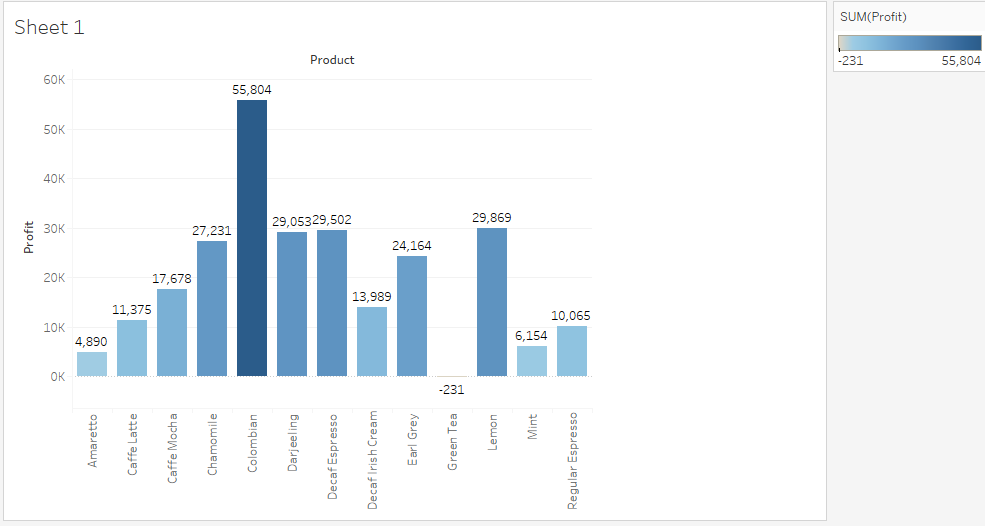 Sheet 1
SUM(Profit)
-231 55,804
Product
Profit
60K
50K
40K
30K
20K
10K
0K
4,890
11,375
17,678
27,231
55,804
29,053
29,502
13,989
24,164
-231
29,869
6,154
10,065
Amaretto
Caffe Latte
Caffe Mocha
Chamomile
Colombian
Darjeeling
Decaf Espresso
Decaf Irish Cream
Earl Grey
Green Tea
Lemon
Mint
Regular Espresso